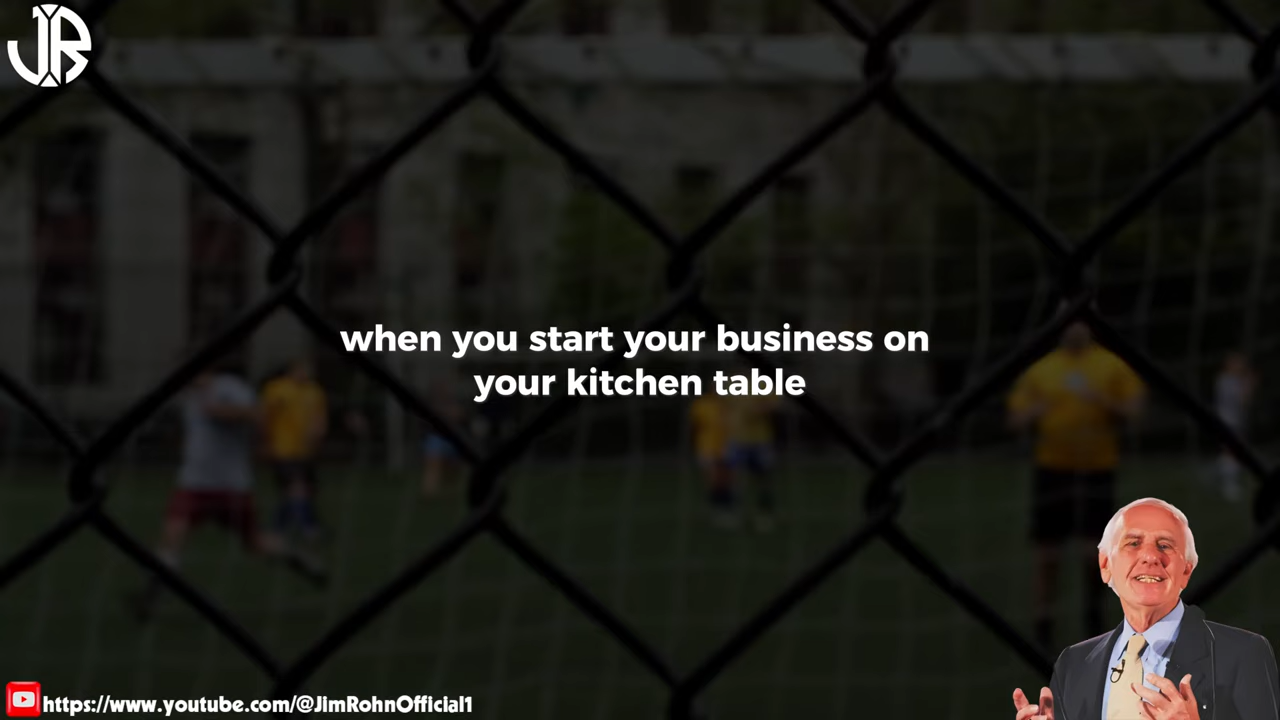 JR
when you start your business on
your kitchen table
https://www.youtube.com/@JimRohnOfficial1